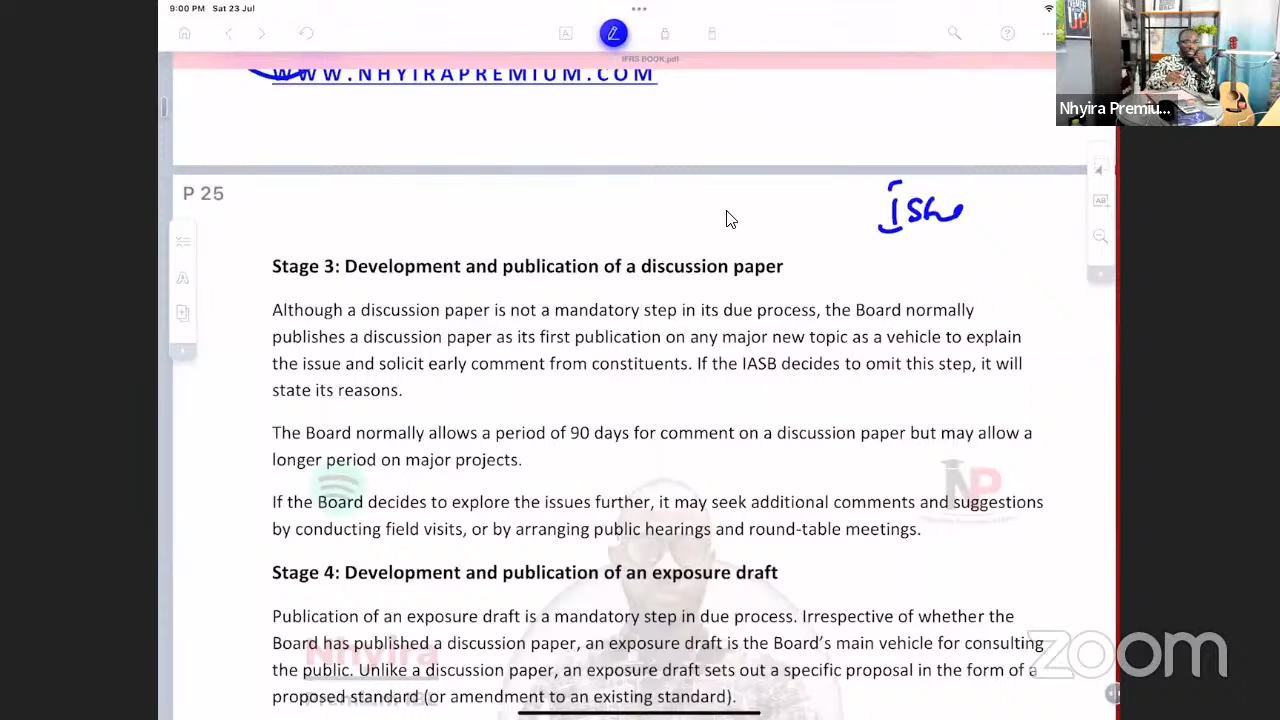 9:00 PM Sat 23 Jul
IFRS BOOK.pdf
WWW.NHYIRAPREMIUM.COM
Nhyira Premiu...
P 25
Stage 3: Development and publication of a discussion paper
Although a discussion paper is not a mandatory step in its due process, the Board normally
publishes a discussion paper as its first publication on any major new topic as a vehicle to explain
the issue and solicit early comment from constituents. If the IASB decides to omit this step, it will
state its reasons.
The Board normally allows a period of 90 days for comment on a discussion paper but may allow a
longer period on major projects.
NP
If the Board decides to explore the issues further, it may seek additional comments and suggestions
by conducting field visits, or by arranging public hearings and round-table meetings.
Stage 4: Development and publication of an exposure draft
Publication of an exposure draft is a mandatory step in due process. Irrespective of whether the
Board has published a discussion paper, an exposure draft is the Board's main vehicle for consulting
the public. Unlike a discussion paper, an exposure draft sets out a specific proposal in the form of a
proposed standard (or amendment to an existing standard).
Nhyira
zoom